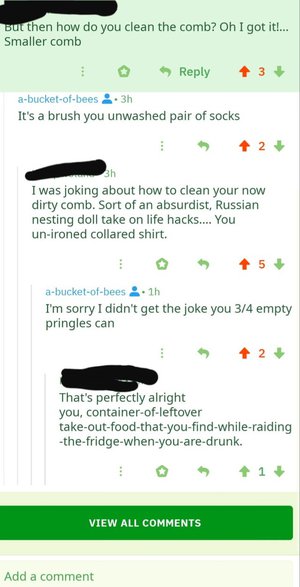 But then how do you clean the comb? Oh I got it!...
Smaller comb
Reply 3
a-bucket-of-bees • 3h
It's a brush you unwashed pair of socks
2
3h
I was joking about how to clean your now
dirty comb. Sort of an absurdist, Russian
nesting doll take on life hacks.... You
un-ironed collared shirt.
5
a-bucket-of-bees • 1h
I'm sorry I didn't get the joke you 3/4 empty
pringles can
2
That's perfectly alright
you, container-of-leftover
take-out-food-that-you-find-while-raiding
-the-fridge-when-you-are-drunk.
1
VIEW ALL COMMENTS
Add a comment